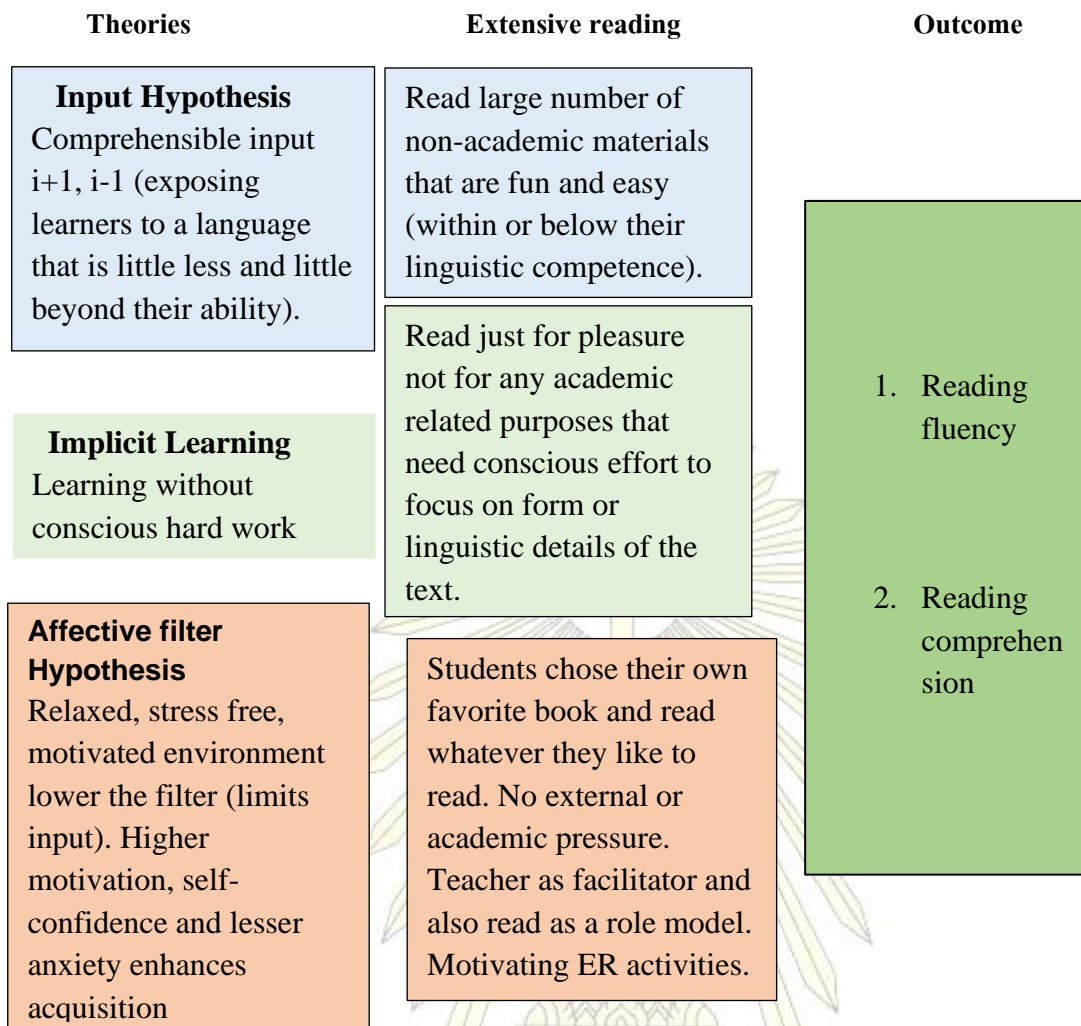 Theories
Extensive reading
Outcome
Input Hypothesis
Comprehensible input
i+1, i-1 (exposing
learners to a language
that is little less and little
beyond their ability).
Read large number of
non-academic materials
that are fun and easy
(within or below their
linguistic competence).
Implicit Learning
Learning without
conscious hard work
Read just for pleasure
not for any academic
related purposes that
need conscious effort to
focus on form or
linguistic details of the
text.
Affective filter
Hypothesis
Relaxed, stress free,
motivated environment
lower the filter (limits
input). Higher
motivation, self-
confidence and lesser
anxiety enhances
acquisition
Students chose their own
favorite book and read
whatever they like to
read. No external or
academic pressure.
Teacher as facilitator and
also read as a role model.
Motivating ER activities.
1. Reading
fluency
2. Reading
comprehen
sion